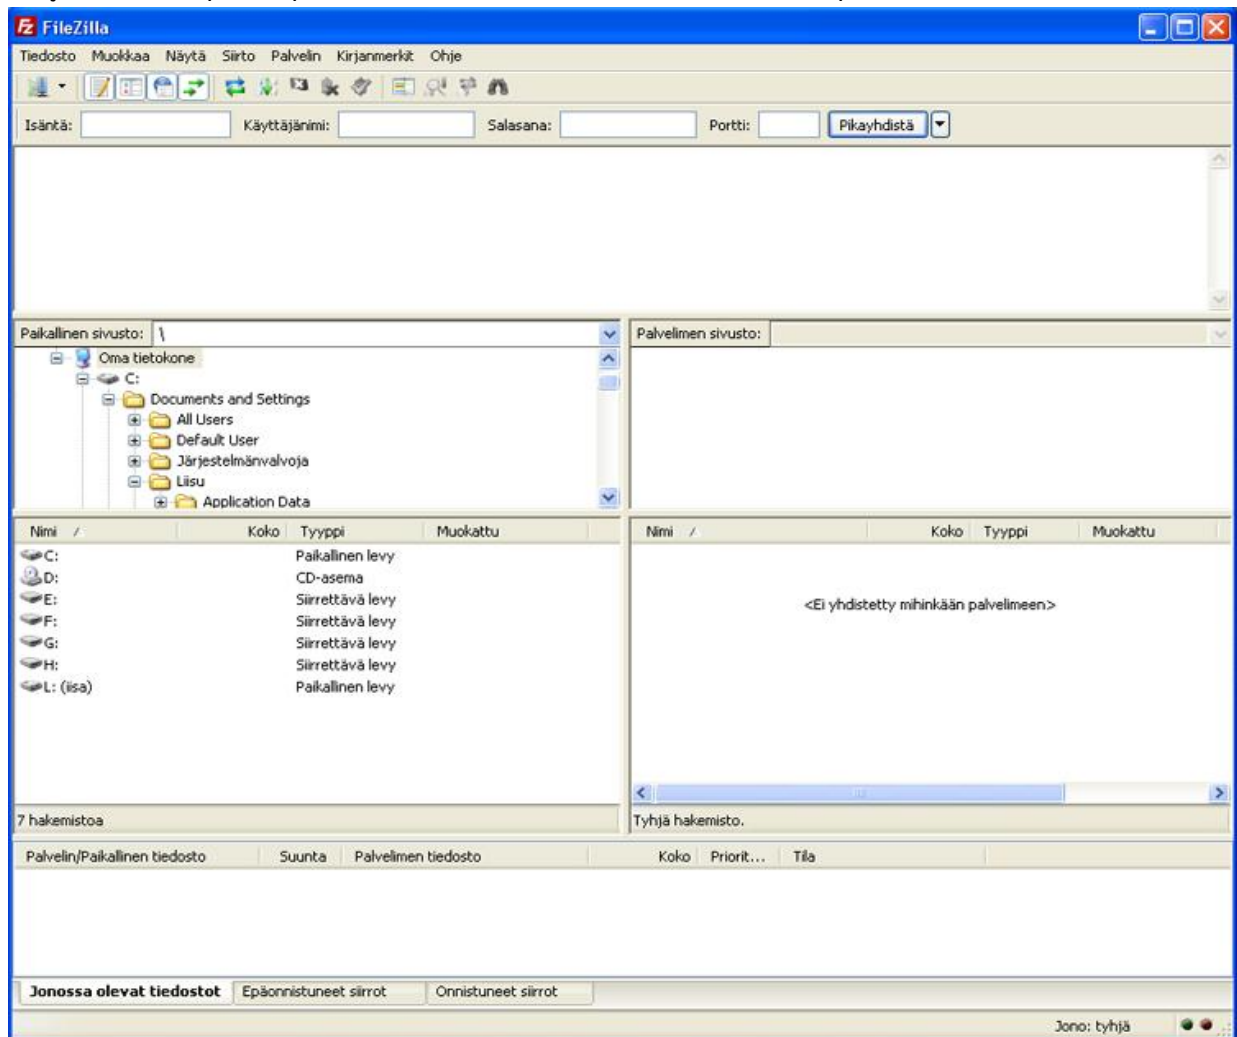 FileZilla
Tiedosto Muokkaa Näytä Siirto Palvelin Kirjanmerkit Ohje
Isäntä: Käyttäjänimi: Salasana: Portti: Pikayhdistä
Paikallinen sivusto: \
Palvelimen sivusto:
Oma tietokone
C:
Documents and Settings
All Users
Default User
Järjestelmänvalvoja
Liisu
Application Data
Nimi / Koko Tyyppi Muokattu
C: Paikallinen levy
D: CD-asema
E: Siirrettävä levy
F: Siirrettävä levy
G: Siirrettävä levy
H: Siirrettävä levy
L: (iisa) Paikallinen levy
7 hakemistoa
Nimi / Koko Tyyppi Muokattu
<Ei yhdistetty mihinkään palvelimeen>
Tyhjä hakemisto.
Palvelin/Paikallinen tiedosto Suunta Palvelimen tiedosto Koko Priorit... Tila
Jonossa olevat tiedostot Epäonnistuneet siirrot Onnistuneet siirrot
Jono: tyhjä